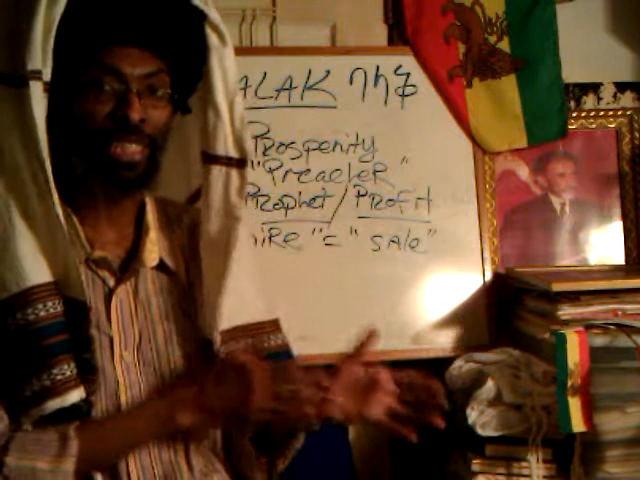 ALAK
Prosperity
"Preacher"
Prophet/Profit
iRe "=" sale"